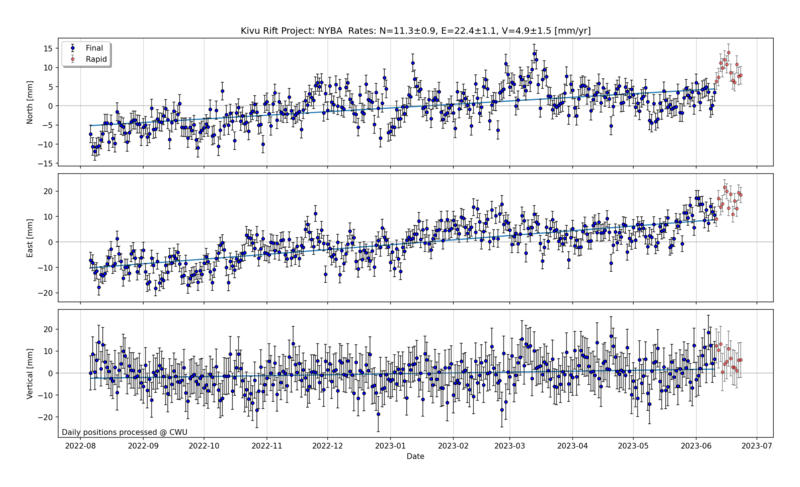 Kivu Rift Project: NYBA  Rates: N=11.3±0.9, E=22.4±1.1, V=4.9±1.5 [mm/yr]
Final
Rapid
North [mm]
15
10
5
0
−5
−10
−15
East [mm]
20
10
0
−10
−20
Vertical [mm]
20
10
0
−10
−20
Daily positions processed @ CWU
2022-08 2022-09 2022-10 2022-11 2022-12 2023-01 2023-02 2023-03 2023-04 2023-05 2023-06 2023-07
Date